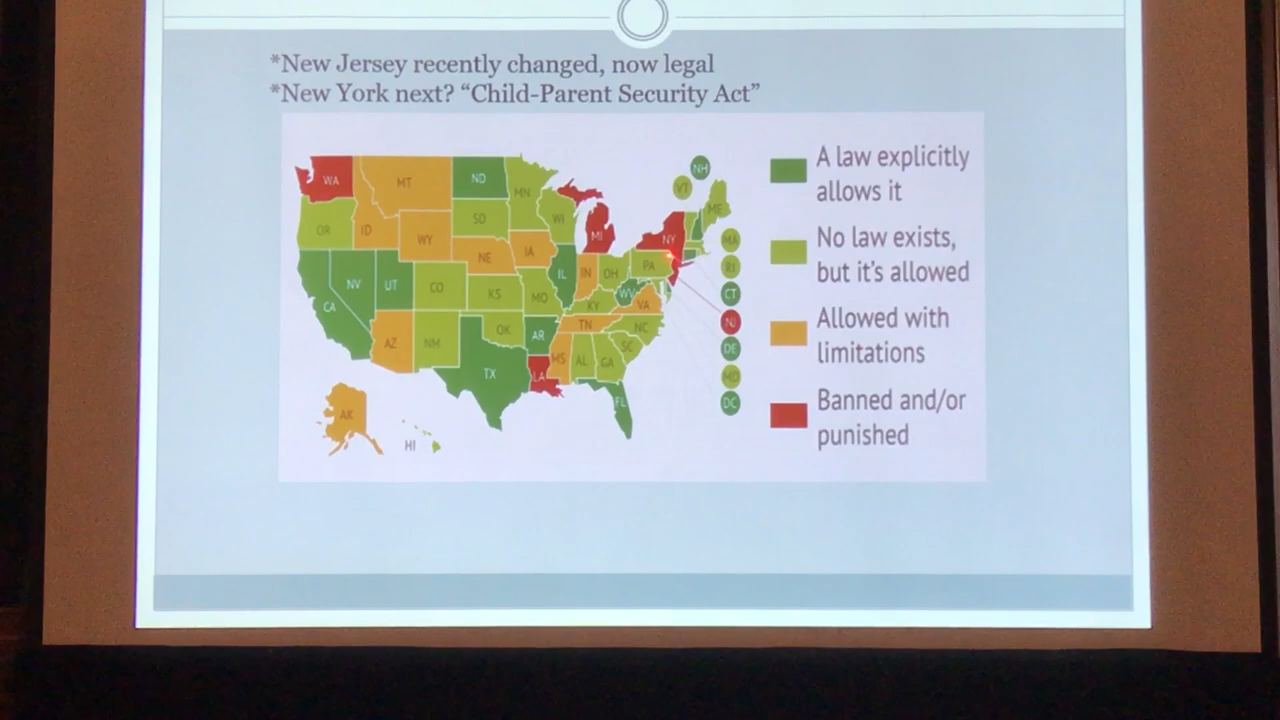 *New Jersey recently changed, now legal
*New York next? “Child-Parent Security Act”
WA
MT
ND
MN
OR
ID
WY
SD
WI
MI
NY
VT
NH
ME
MA
RI
CT
NJ
DE
MD
DC
NV
UT
CO
NE
IA
IL
IN
OH
PA
CA
KS
MO
KY
WV
VA
AZ
NM
OK
AR
TN
NC
SC
TX
LA
MS
AL
GA
FL
AK
HI
A law explicitly
allows it
No law exists,
but it's allowed
Allowed with
limitations
Banned and/or
punished